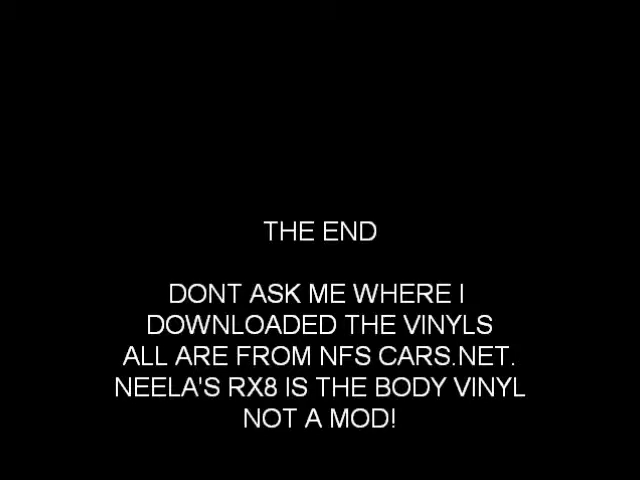 THE END
DONT ASK ME WHERE I
DOWNLOADED THE VINYLS
ALL ARE FROM NFS CARS.NET.
NEELA'S RX8 IS THE BODY VINYL
NOT A MOD!